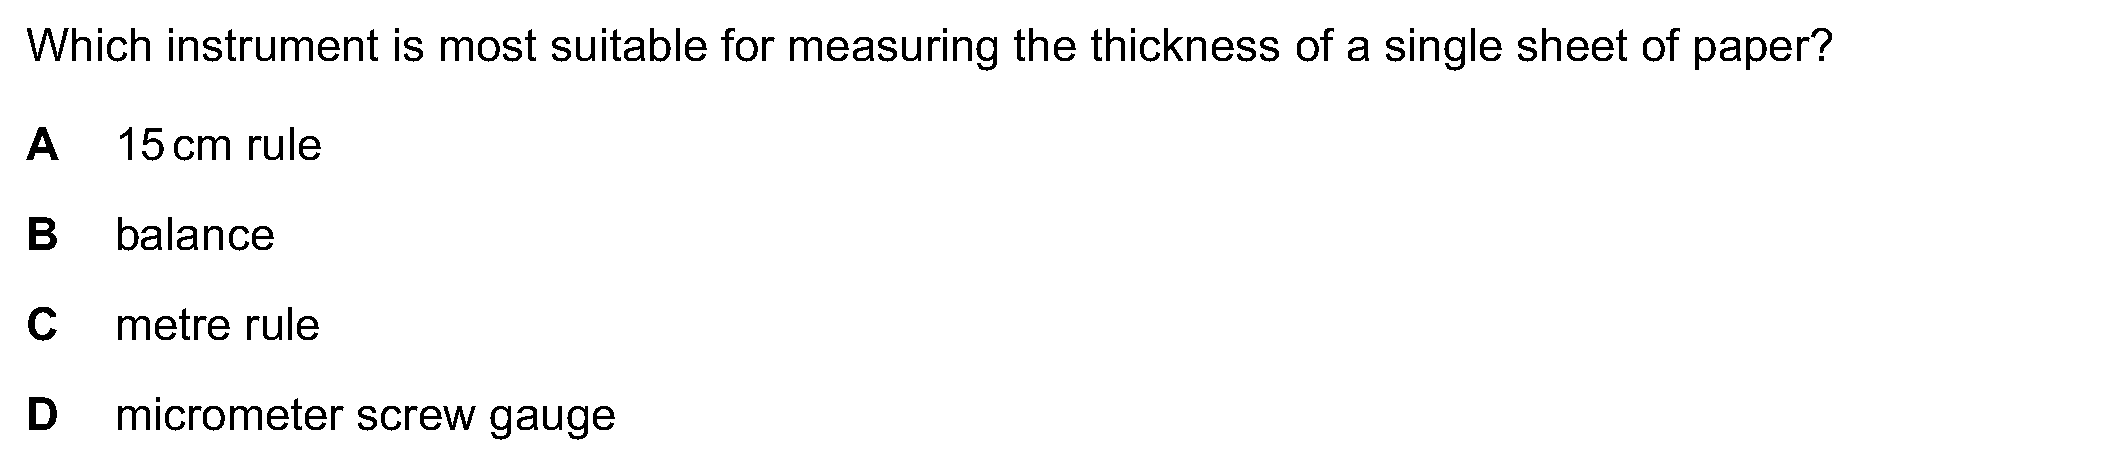 Which instrument is most suitable for measuring the thickness of a single sheet of paper?
A 15 cm rule
B balance
C metre rule
D micrometer screw gauge